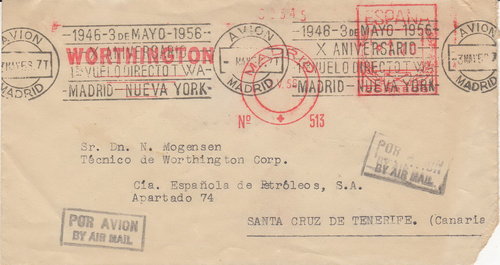 1946-3 DE MAYO-1956
X ANIVERSARIO
1er VUELO DIRECTO TWA
MADRID-NUEVA YORK
WORTHINGTON
AVION
MADRID
1946-3 DE MAYO-1956
X ANIVERSARIO
VUELO DIRECTO TWA
MADRID-NUEVA YORK
AVION
MADRID
ESPAÑA
MADRID
AVION
MADRID
Nº 513
Sr. Dn. N. Mogensen
Técnico de Worthington Corp.
Cía. Española de Petróleos, S.A.
Apartado 74
SANTA CRUZ DE TENERIFE. (Canaria
POR AVION
BY AIR MAIL
POR AVION
BY AIR MAIL